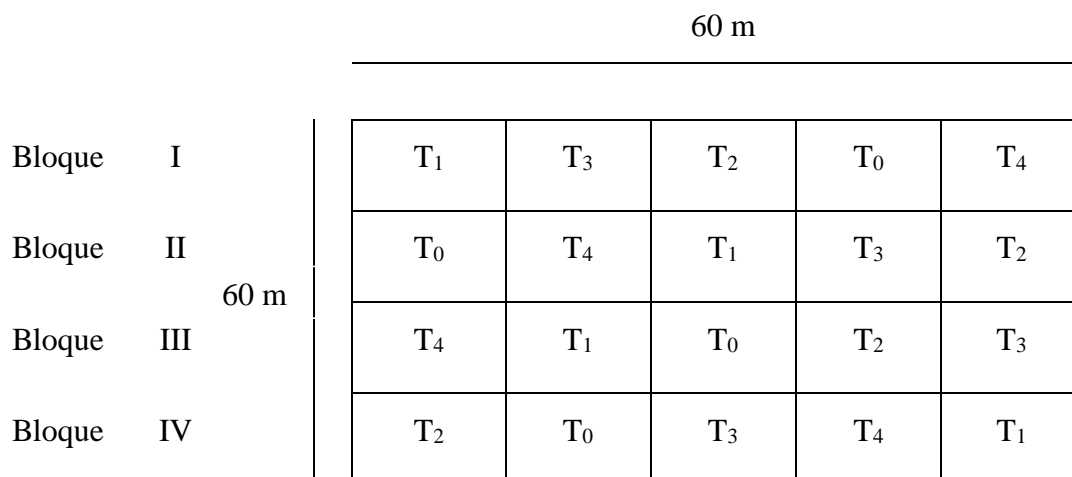 60 m
Bloque I T₁ T₃ T₂ T₀ T₄
Bloque II T₀ T₄ T₁ T₃ T₂
60 m
Bloque III T₄ T₁ T₀ T₂ T₃
Bloque IV T₂ T₀ T₃ T₄ T₁